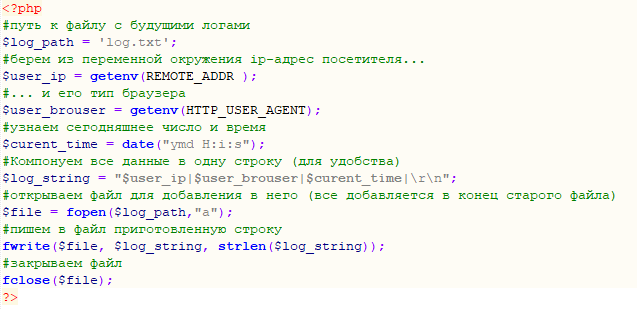 <?php
#путь к файлу с будущими логами
$log_path = 'log.txt';
#берем из переменной окружения ip-адрес посетителя...
$user_ip = getenv(REMOTE_ADDR );
#... и его тип браузера
$user_brouser = getenv(HTTP_USER_AGENT);
#узнаем сегодняшнее число и время
$curent_time = date("ymd H:i:s");
#Компонуем все данные в одну строку (для удобства)
$log_string = "$user_ip|$user_brouser|$curent_time|\r\n";
#открываем файл для добавления в него (все добавляется в конец старого файла)
$file = fopen($log_path,"a");
#пишем в файл приготовленную строку
fwrite($file, $log_string, strlen($log_string));
#закрываем файл
fclose($file);
?>